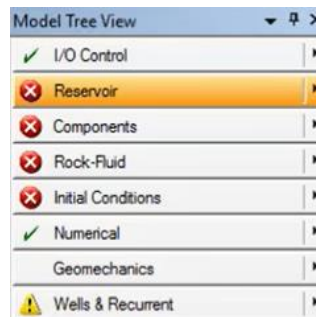 Model Tree View
I/O Control
Reservoir
Components
Rock-Fluid
Initial Conditions
Numerical
Geomechanics
Wells & Recurrent